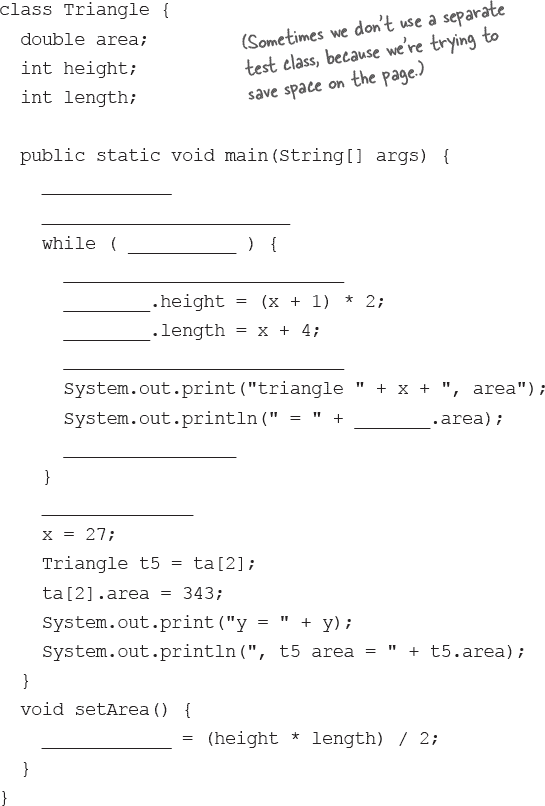 class Triangle {
double area;
int height;
int length;
(Sometimes we don't use a separate
test class, because we're trying to
save space on the page.)
public static void main(String[] args) {
____________
_______________________
while ( __________ ) {
__________________________
________.height = (x + 1) * 2;
________.length = x + 4;
__________________________
System.out.print("triangle " + x + ", area");
System.out.println(" = " + _______.area);
________________
}
______________
x = 27;
Triangle t5 = ta[2];
ta[2].area = 343;
System.out.print("y = " + y);
System.out.println(", t5 area = " + t5.area);
}
void setArea() {
____________ = (height * length) / 2;
}
}